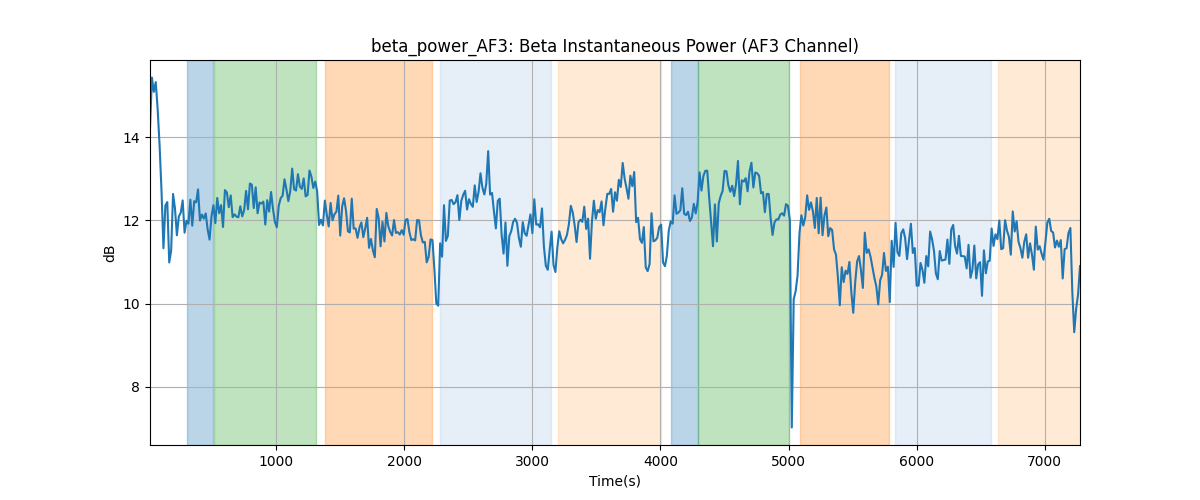 beta_power_AF3: Beta Instantaneous Power (AF3 Channel)
14
12
10
8
dB
1000 2000 3000 4000 5000 6000 7000
Time(s)